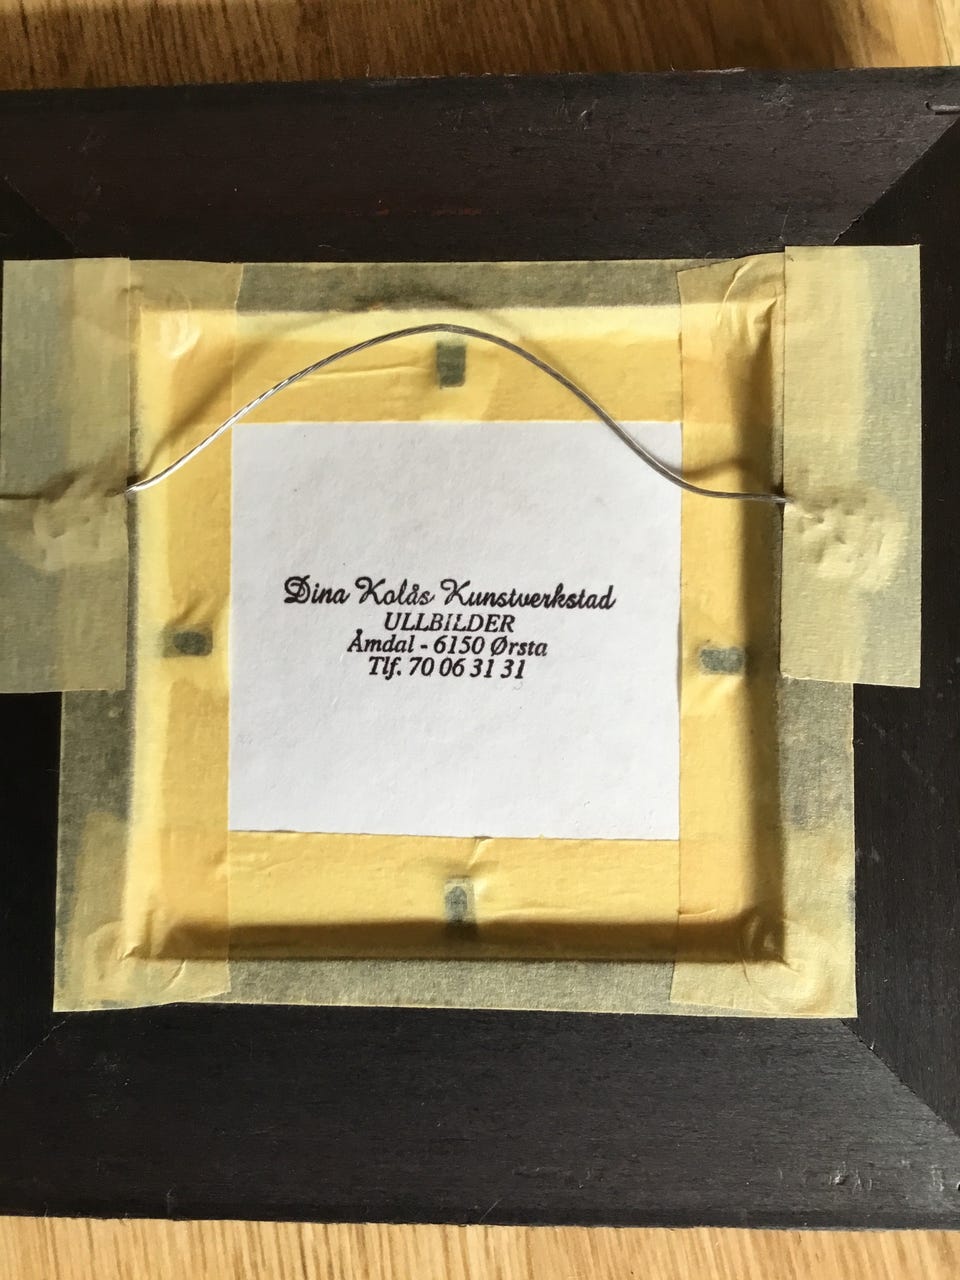 Dina Kolås Kunstverkstad
ULLBILDER
Åmdal - 6150 Ørsta
Tlf. 70 06 31 31